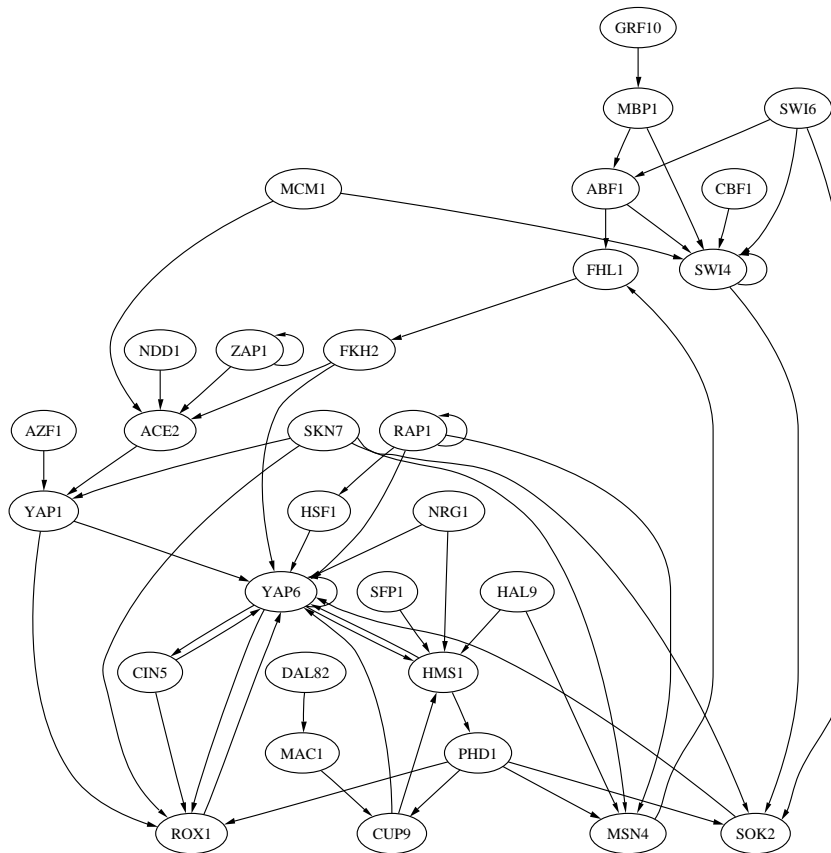 GRF10
MBP1
SWI6
MCM1
ABF1
CBF1
FHL1
SWI4
NDD1
ZAP1
FKH2
AZF1
ACE2
SKN7
RAP1
YAP1
HSF1
NRG1
YAP6
SFP1
HAL9
CIN5
DAL82
HMS1
MAC1
PHD1
ROX1
CUP9
MSN4
SOK2